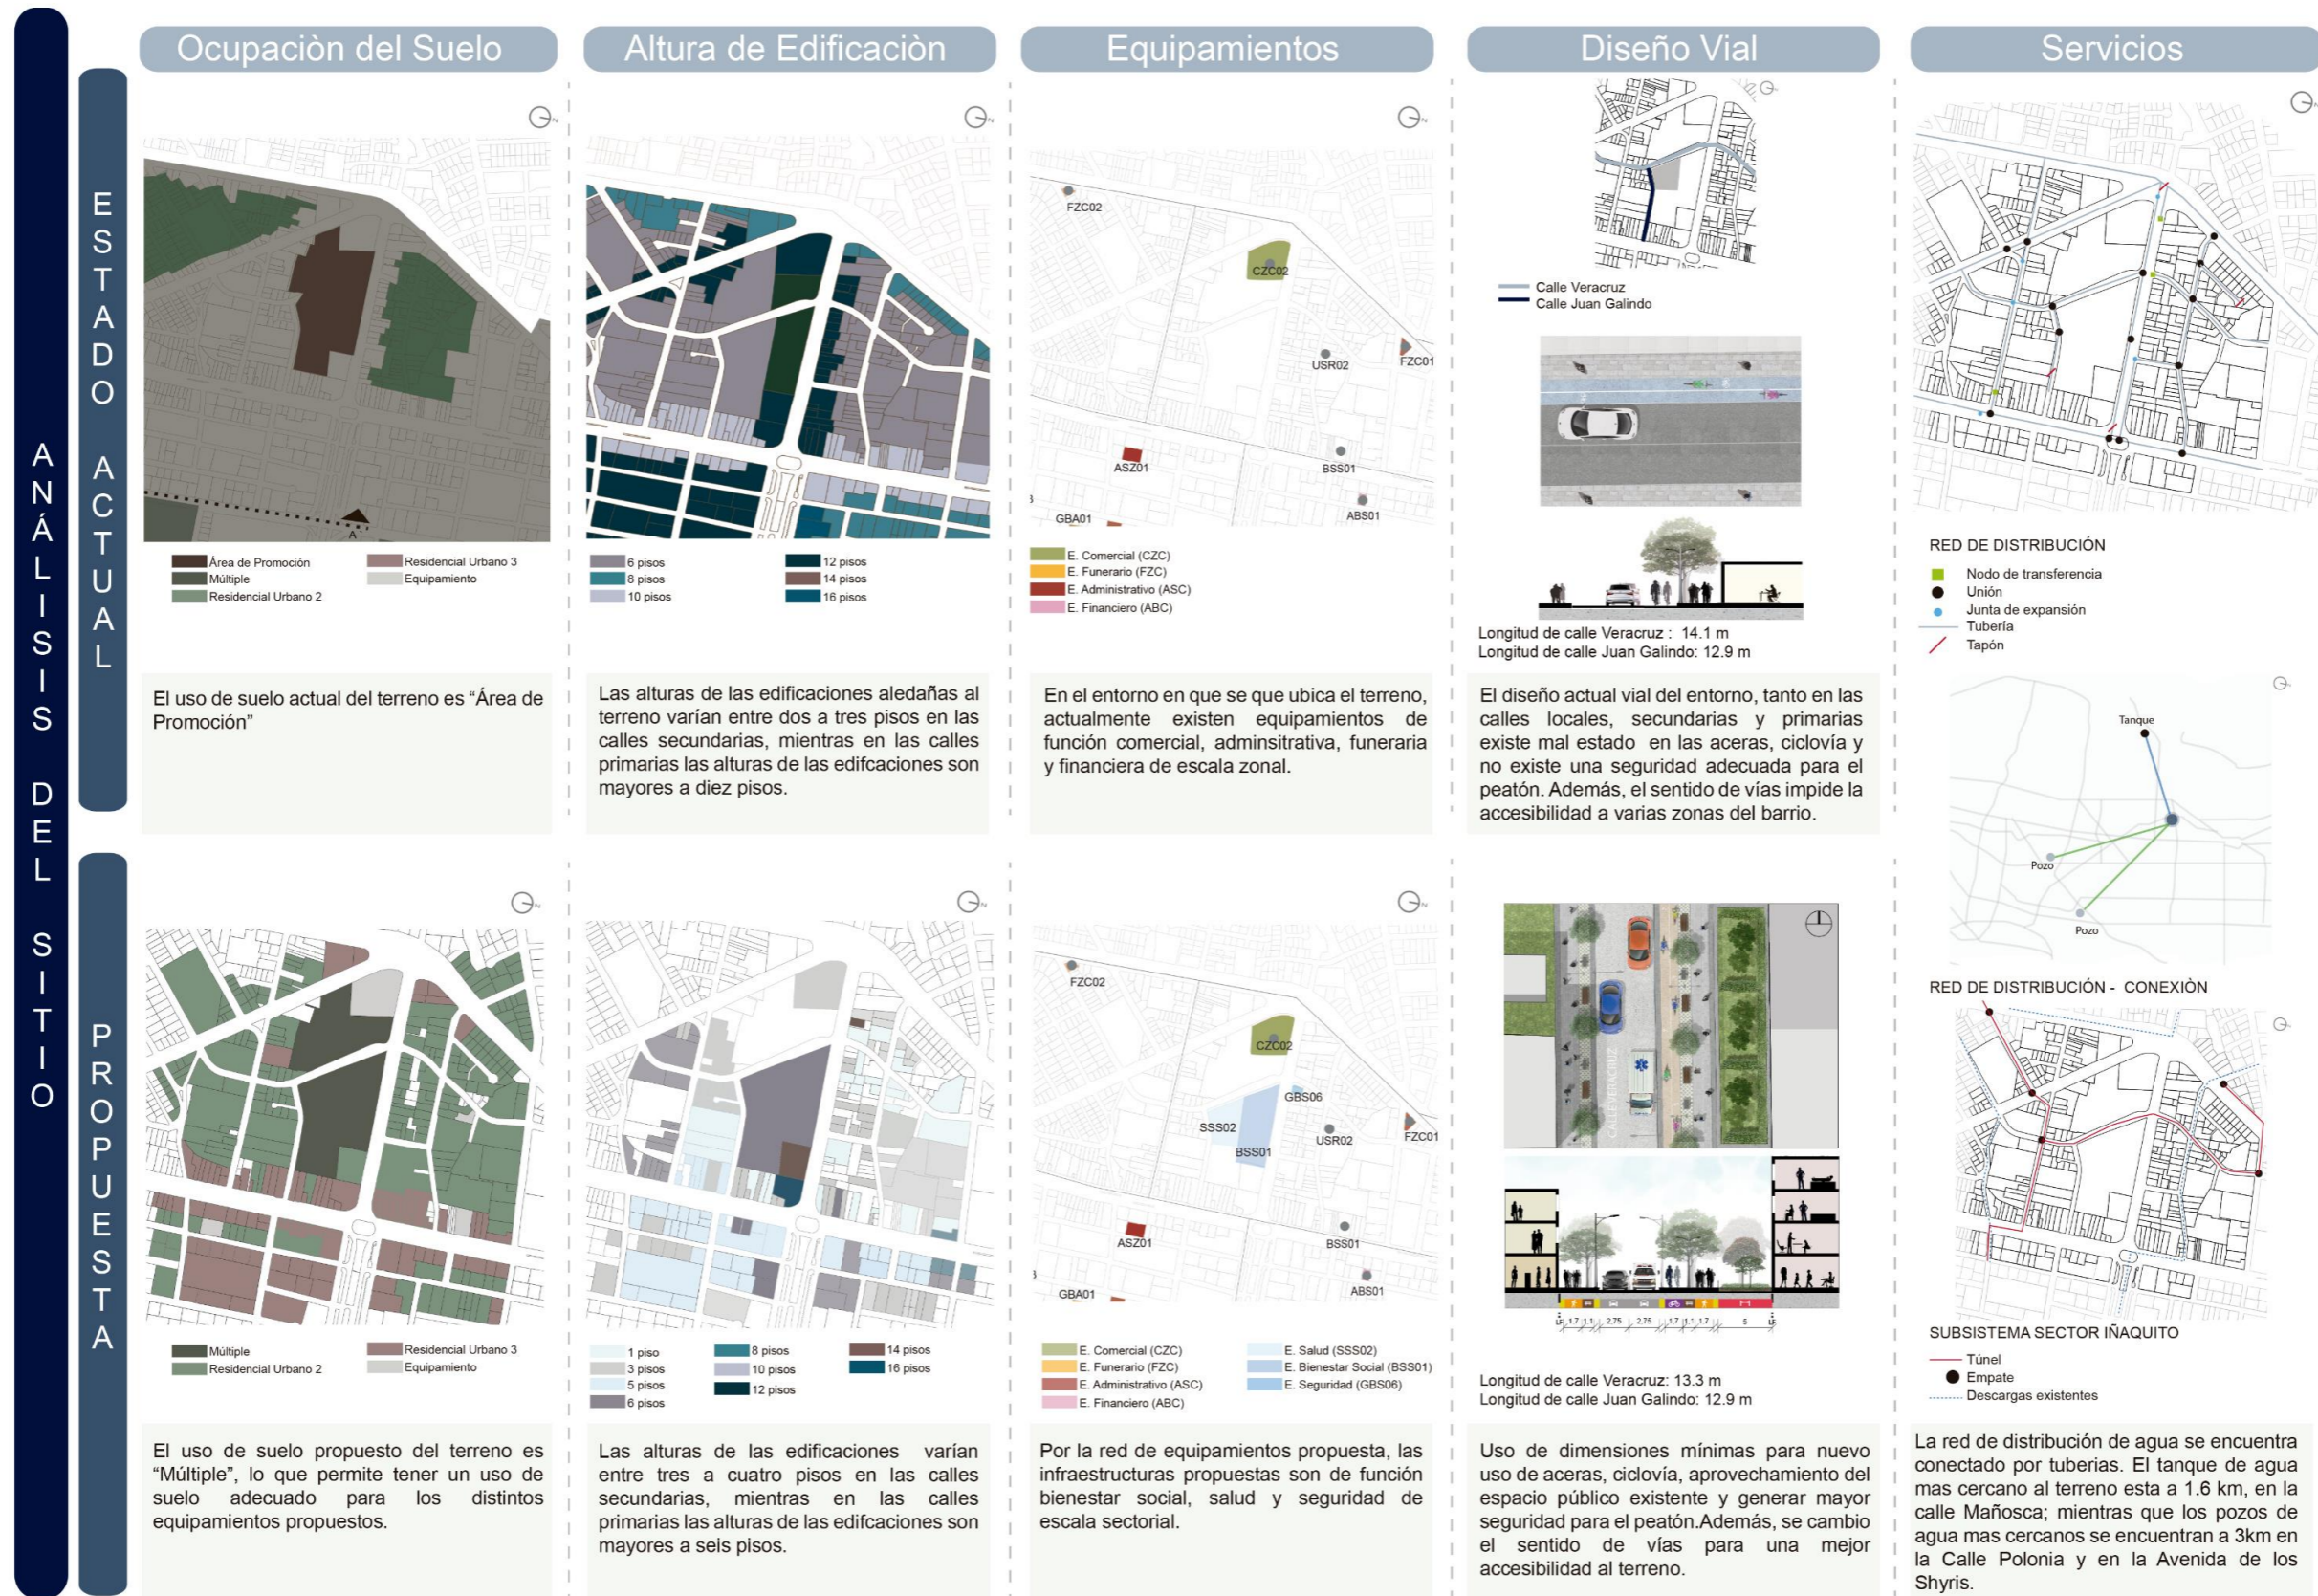 ANÁLISIS DEL SITIO
ESTADO ACTUAL
Ocupaciòn del Suelo
N
A
Área de Promoción
Múltiple
Residencial Urbano 2
Residencial Urbano 3
Equipamiento
El uso de suelo actual del terreno es “Área de
Promoción”
Altura de Edificaciòn
N
6 pisos
8 pisos
10 pisos
12 pisos
14 pisos
16 pisos
Las alturas de las edificaciones aledañas al
terreno varían entre dos a tres pisos en las
calles secundarias, mientras en las calles
primarias las alturas de las edifcaciones son
mayores a diez pisos.
Equipamientos
N
FZC02
CZC02
USR02
FZC01
ASZ01
BSS01
GBA01
ABS01
E. Comercial (CZC)
E. Funerario (FZC)
E. Administrativo (ASC)
E. Financiero (ABC)
En el entorno en que se que ubica el terreno,
actualmente existen equipamientos de
función comercial, adminsitrativa, funeraria
y financiera de escala zonal.
Diseño Vial
Calle Veracruz
Calle Juan Galindo
Longitud de calle Veracruz : 14.1 m
Longitud de calle Juan Galindo: 12.9 m
El diseño actual vial del entorno, tanto en las
calles locales, secundarias y primarias
existe mal estado en las aceras, ciclovía y
no existe una seguridad adecuada para el
peatón. Además, el sentido de vías impide la
accesibilidad a varias zonas del barrio.
Servicios
RED DE DISTRIBUCIÓN
Nodo de transferencia
Unión
Junta de expansión
Tubería
Tapón
Tanque
Pozo
Pozo
RED DE DISTRIBUCIÓN - CONEXIÒN
SUBSISTEMA SECTOR IÑAQUITO
Túnel
Empate
Descargas existentes
La red de distribución de agua se encuentra
conectado por tuberias. El tanque de agua
mas cercano al terreno esta a 1.6 km, en la
calle Mañosca; mientras que los pozos de
agua mas cercanos se encuentran a 3km en
la Calle Polonia y en la Avenida de los
Shyris.
PROPUESTA
N
Múltiple
Residencial Urbano 2
Residencial Urbano 3
Equipamiento
El uso de suelo propuesto del terreno es
“Múltiple”, lo que permite tener un uso de
suelo adecuado para los distintos
equipamientos propuestos.
N
1 piso
3 pisos
5 pisos
6 pisos
8 pisos
10 pisos
12 pisos
14 pisos
16 pisos
Las alturas de las edificaciones varían
entre tres a cuatro pisos en las calles
secundarias, mientras en las calles
primarias las alturas de las edifcaciones son
mayores a seis pisos.
N
FZC02
CZC02
GBS06
SSS02
USR02
FZC01
BSS01
ASZ01
BSS01
GBA01
ABS01
E. Comercial (CZC)
E. Funerario (FZC)
E. Administrativo (ASC)
E. Financiero (ABC)
E. Salud (SSS02)
E. Bienestar Social (BSS01)
E. Seguridad (GBS06)
Por la red de equipamientos propuesta, las
infraestructuras propuestas son de función
bienestar social, salud y seguridad de
escala sectorial.
CALLE VERACRUZ
1,7 1,1 2,75 2,75 1,7 1,1 1,7 5
Longitud de calle Veracruz: 13.3 m
Longitud de calle Juan Galindo: 12.9 m
Uso de dimensiones mínimas para nuevo
uso de aceras, ciclovía, aprovechamiento del
espacio público existente y generar mayor
seguridad para el peatón.Además, se cambio
el sentido de vías para una mejor
accesibilidad al terreno.